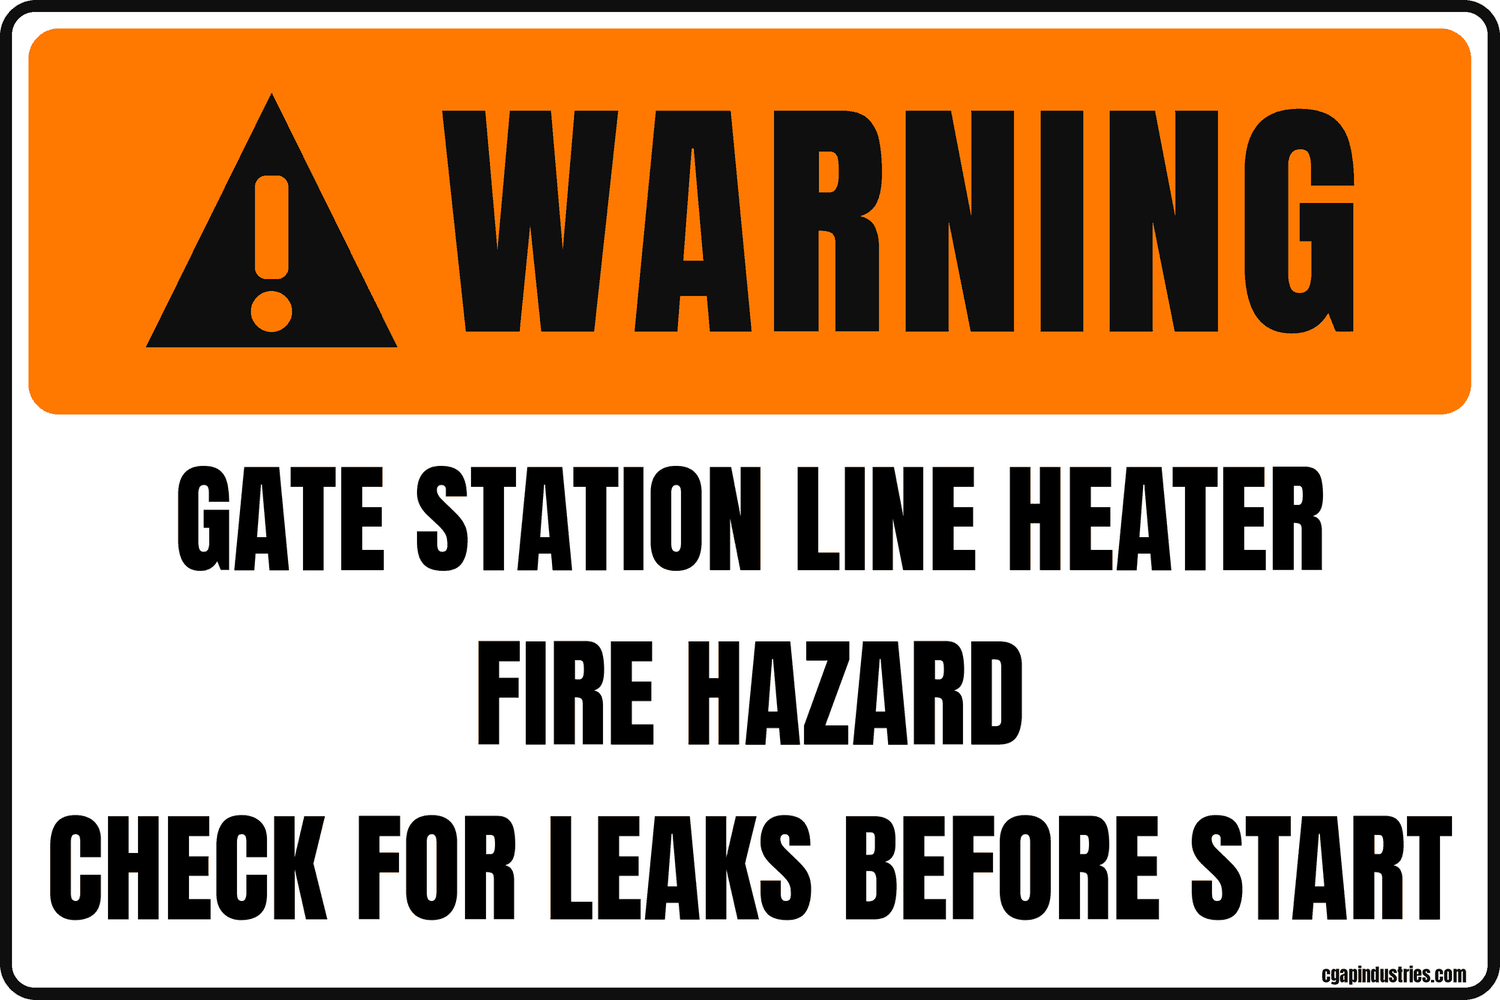 WARNING
GATE STATION LINE HEATER
FIRE HAZARD
CHECK FOR LEAKS BEFORE START
cgapindustries.com